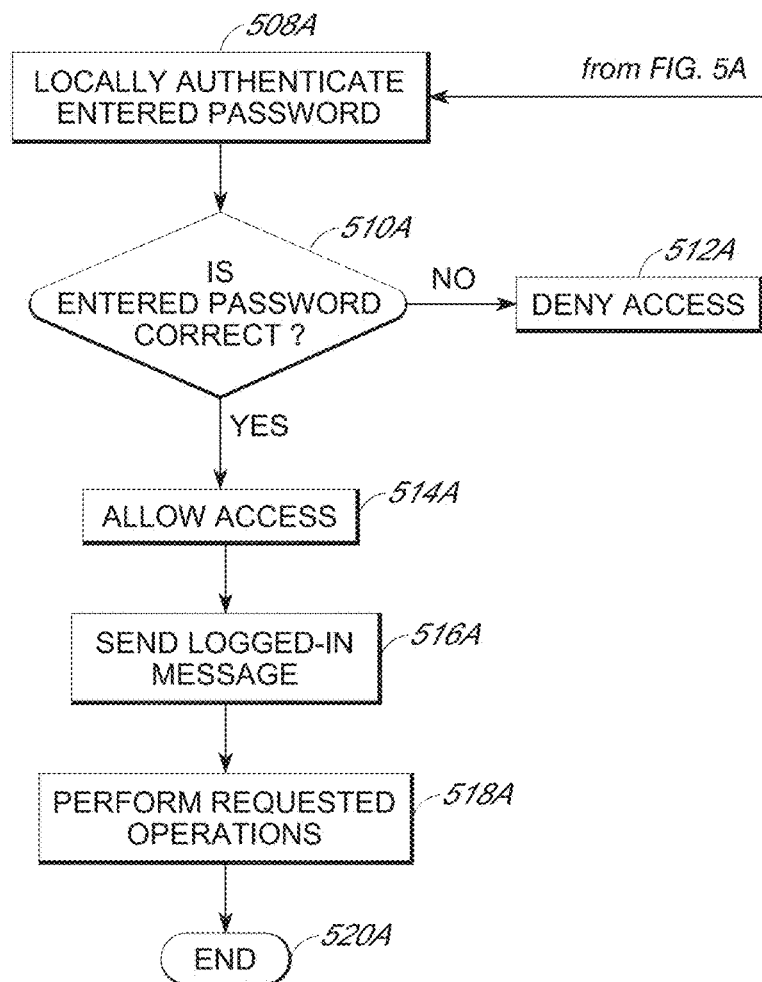 508A
LOCALLY AUTHENTICATE
ENTERED PASSWORD
from FIG. 5A
510A
IS
ENTERED PASSWORD
CORRECT ?
NO
512A
DENY ACCESS
YES
ALLOW ACCESS
514A
SEND LOGGED-IN
MESSAGE
516A
PERFORM REQUESTED
OPERATIONS
518A
END
520A